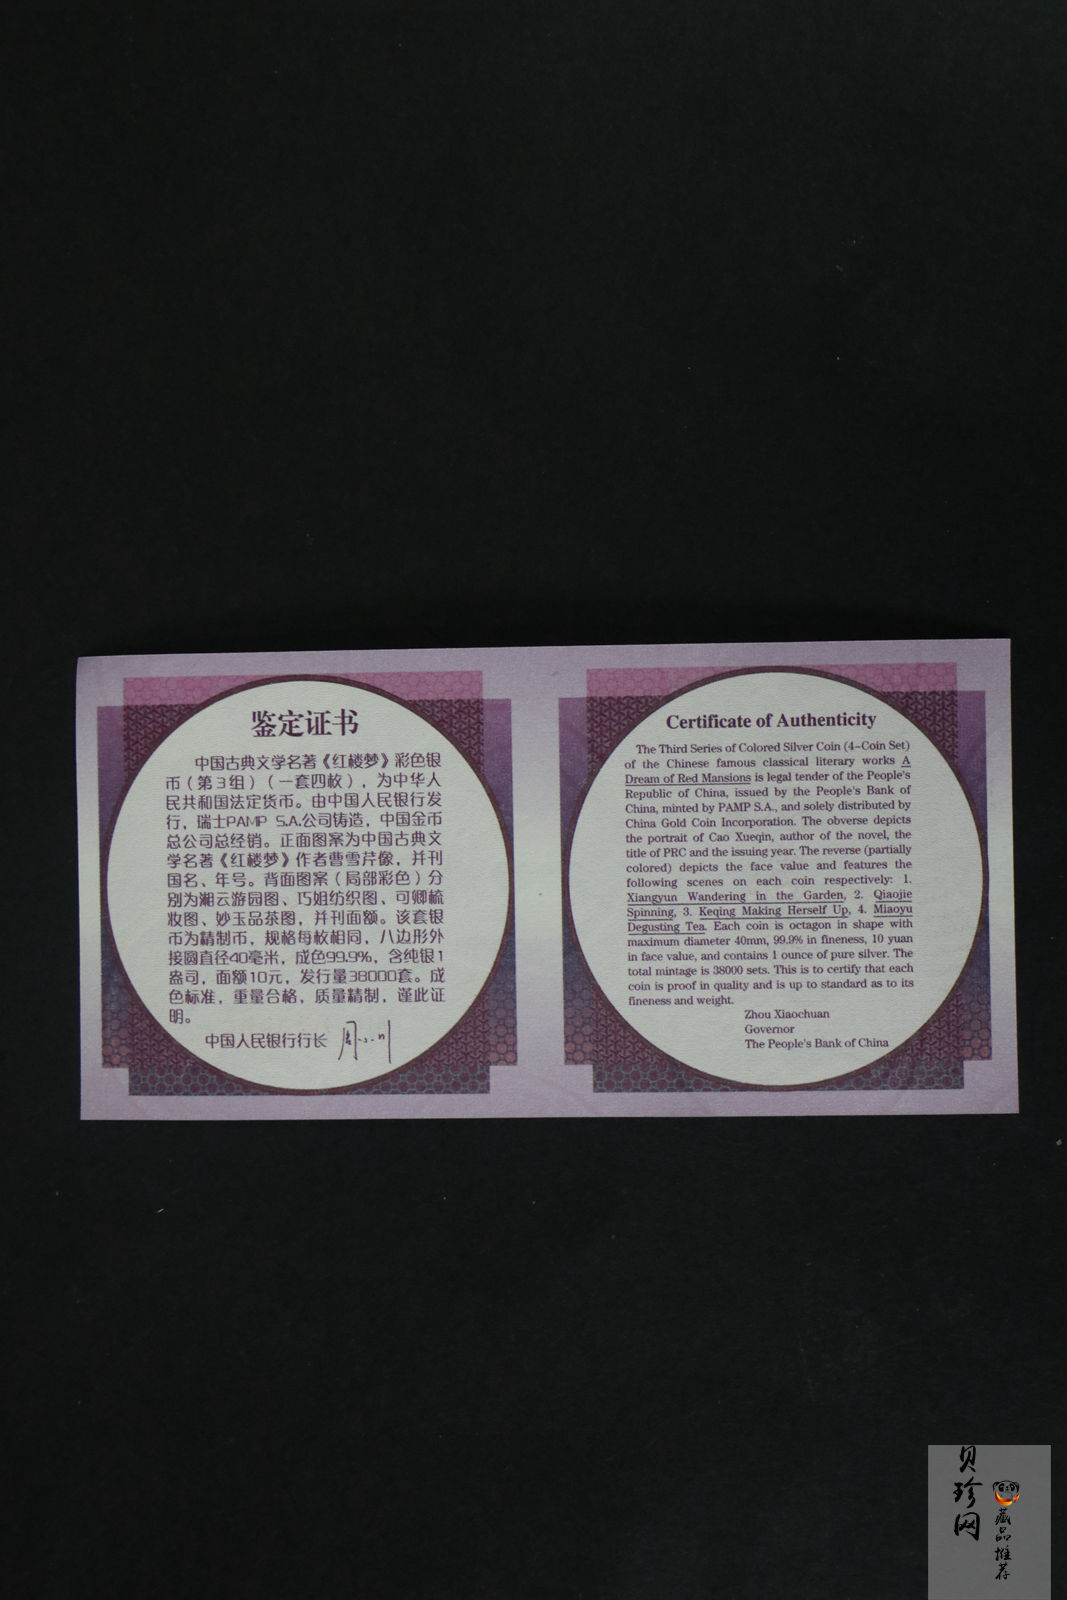 鉴定证书
中国古典文学名著《红楼梦》彩色银
币（第3组）（一套四枚），为中华人
民共和国法定货币。由中国人民银行发
行，瑞士PAMP S.A.公司铸造，中国金币
总公司总经销。正面图案为中国古典文
学名著《红楼梦》作者曹雪芹像，并刊
国名、年号。背面图案（局部彩色）分
别为湘云游园图、巧姐纺织图、可卿梳
妆图、妙玉品茶图，并刊面额。该套银
币为精制币，规格每枚相同，八边形外
接圆直径40毫米，成色99.9%，含纯银1
盎司，面额10元，发行量38000套。成
色标准，重量合格，质量精制，谨此证
明。
中国人民银行行长
Certificate of Authenticity
The Third Series of Colored Silver Coin (4-Coin Set)
of the Chinese famous classical literary works A
Dream of Red Mansions is legal tender of the People's
Republic of China, issued by the People's Bank of
China, minted by PAMP S.A., and solely distributed by
China Gold Coin Incorporation. The obverse depicts
the portrait of Cao Xueqin, author of the novel, the
title of PRC and the issuing year. The reverse (partially
colored) depicts the face value and features the
following scenes on each coin respectively: 1.
Xiangyun Wandering in the Garden, 2. Qiaojie
Spinning, 3. Keqing Making Herself Up, 4. Miaoyu
Degusting Tea. Each coin is octagon in shape with
maximum diameter 40mm, 99.9% in fineness, 10 yuan
in face value, and contains 1 ounce of pure silver. The
total mintage is 38000 sets. This is to certify that each
coin is proof in quality and is up to standard as to its
fineness and weight.
Zhou Xiaochuan
Governor
The People's Bank of China
贝珍网
藏品推荐